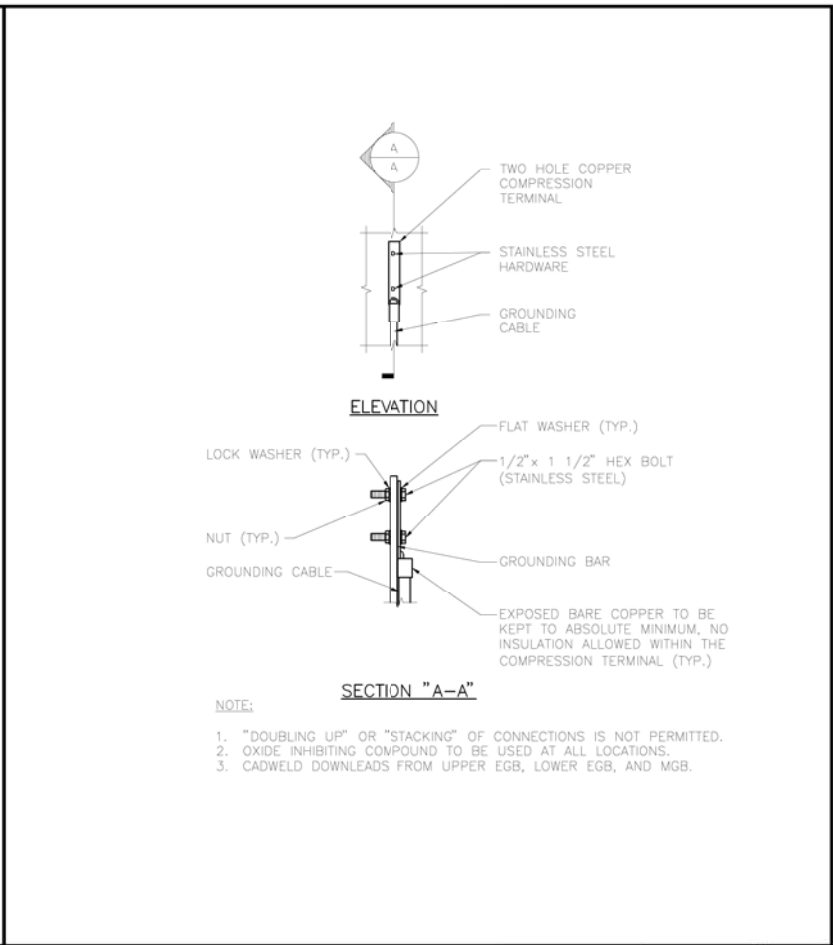 A
A
TWO HOLE COPPER
COMPRESSION
TERMINAL
STAINLESS STEEL
HARDWARE
GROUNDING
CABLE
ELEVATION
FLAT WASHER (TYP.)
LOCK WASHER (TYP.)
1/2"x 1 1/2" HEX BOLT
(STAINLESS STEEL)
NUT (TYP.)
GROUNDING BAR
GROUNDING CABLE
EXPOSED BARE COPPER TO BE
KEPT TO ABSOLUTE MINIMUM, NO
INSULATION ALLOWED WITHIN THE
COMPRESSION TERMINAL (TYP.)
SECTION "A-A"
NOTE:
1. "DOUBLING UP" OR "STACKING" OF CONNECTIONS IS NOT PERMITTED.
2. OXIDE INHIBITING COMPOUND TO BE USED AT ALL LOCATIONS.
3. CADWELD DOWNLEADS FROM UPPER EGB, LOWER EGB, AND MGB.